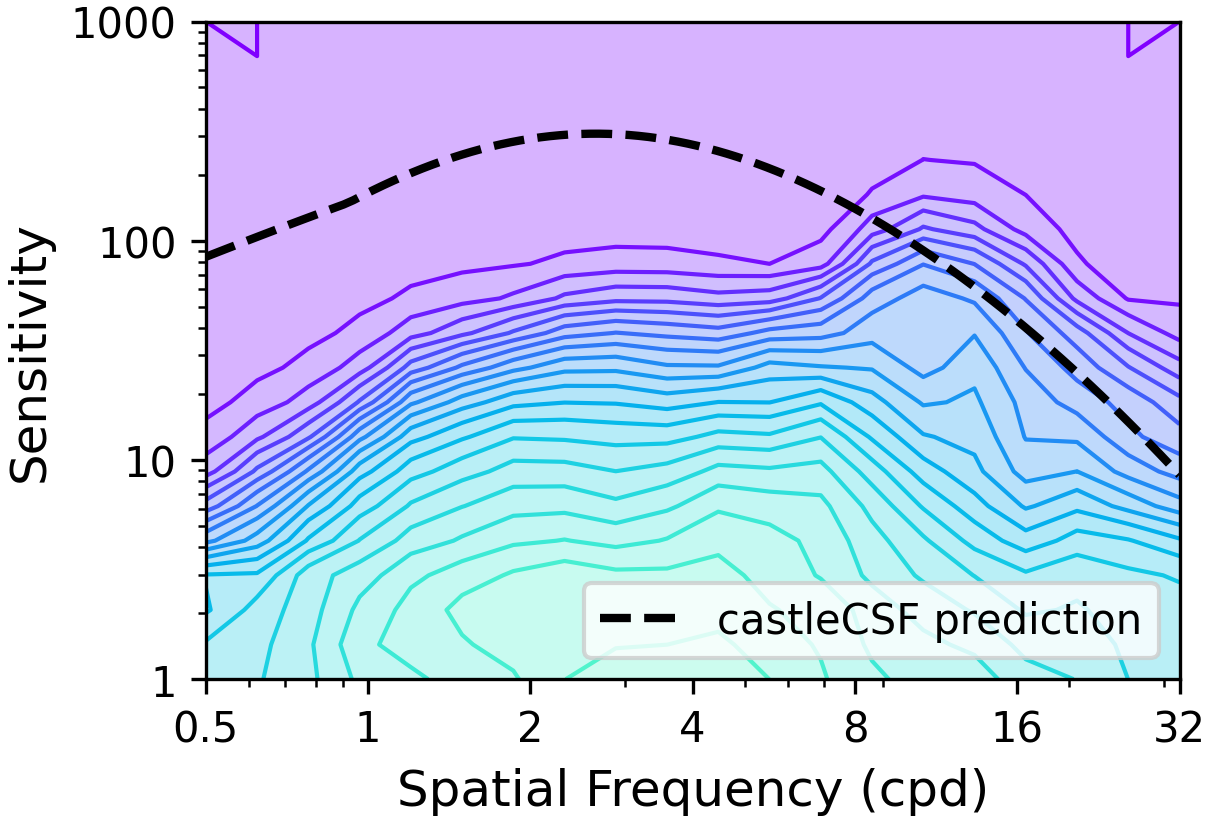 1000
100
10
1
Sensitivity
castleCSF prediction
0.5 1 2 4 8 16 32
Spatial Frequency (cpd)